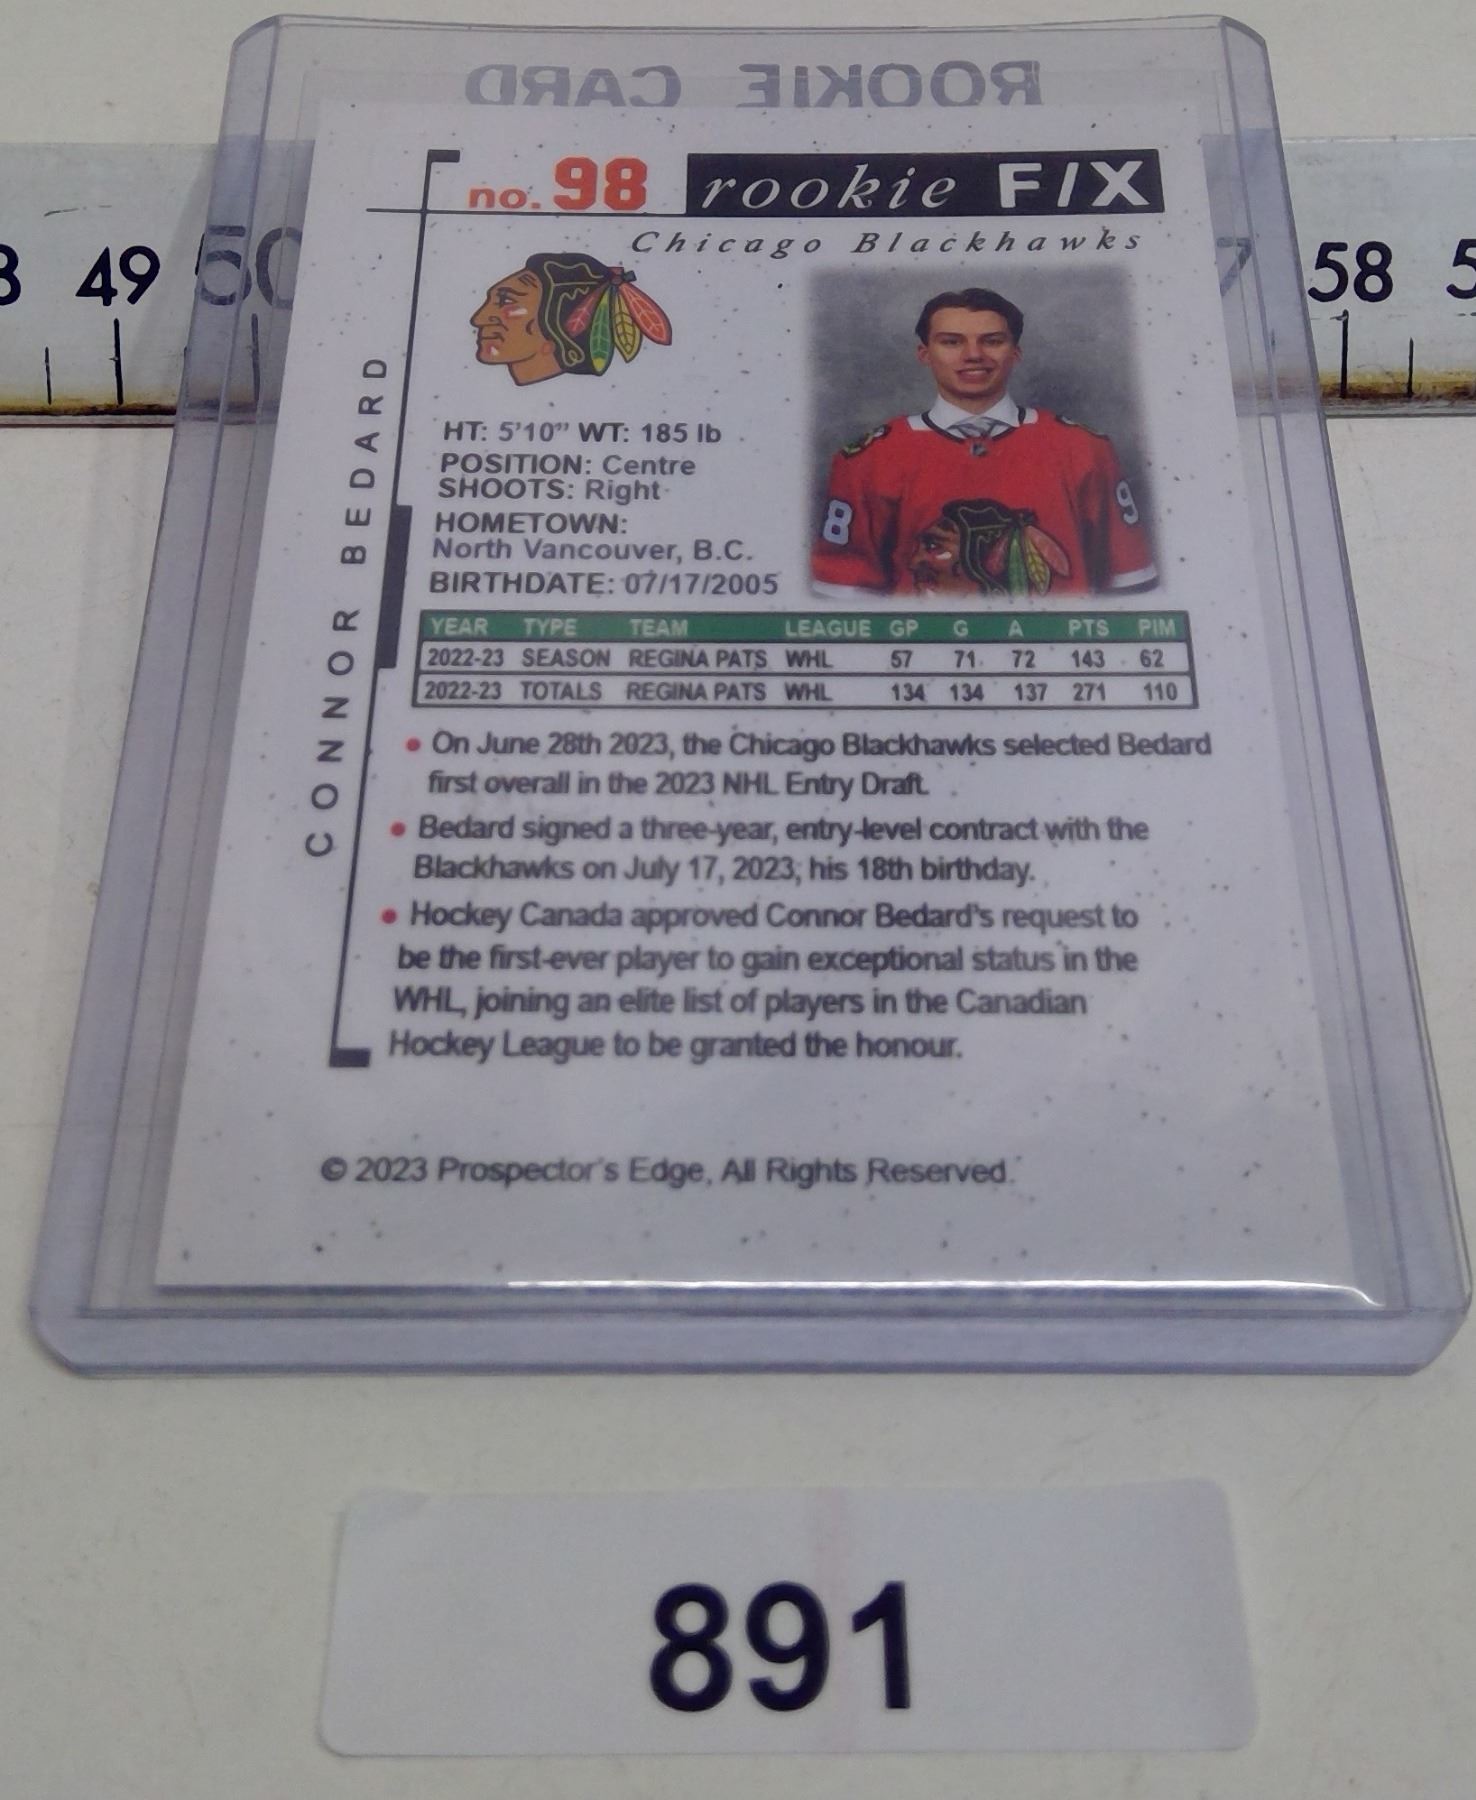 ROOKIE CARD
no. 98 rookie F/X
Chicago Blackhawks
8 49 50 7 58 5
CONNOR BEDARD
HT: 5'10" WT: 185 lb
POSITION: Centre
SHOOTS: Right
HOMETOWN:
North Vancouver, B.C.
BIRTHDATE: 07/17/2005
8 9
YEAR TYPE TEAM LEAGUE GP G A PTS PIM
2022-23 SEASON REGINA PATS WHL 57 71 72 143 62
2022-23 TOTALS REGINA PATS WHL 134 134 137 271 110
• On June 28th 2023, the Chicago Blackhawks selected Bedard
first overall in the 2023 NHL Entry Draft.
• Bedard signed a three-year, entry-level contract with the
Blackhawks on July 17, 2023, his 18th birthday.
• Hockey Canada approved Connor Bedard's request to
be the first-ever player to gain exceptional status in the
WHL, joining an elite list of players in the Canadian
Hockey League to be granted the honour.
© 2023 Prospector's Edge, All Rights Reserved.
891